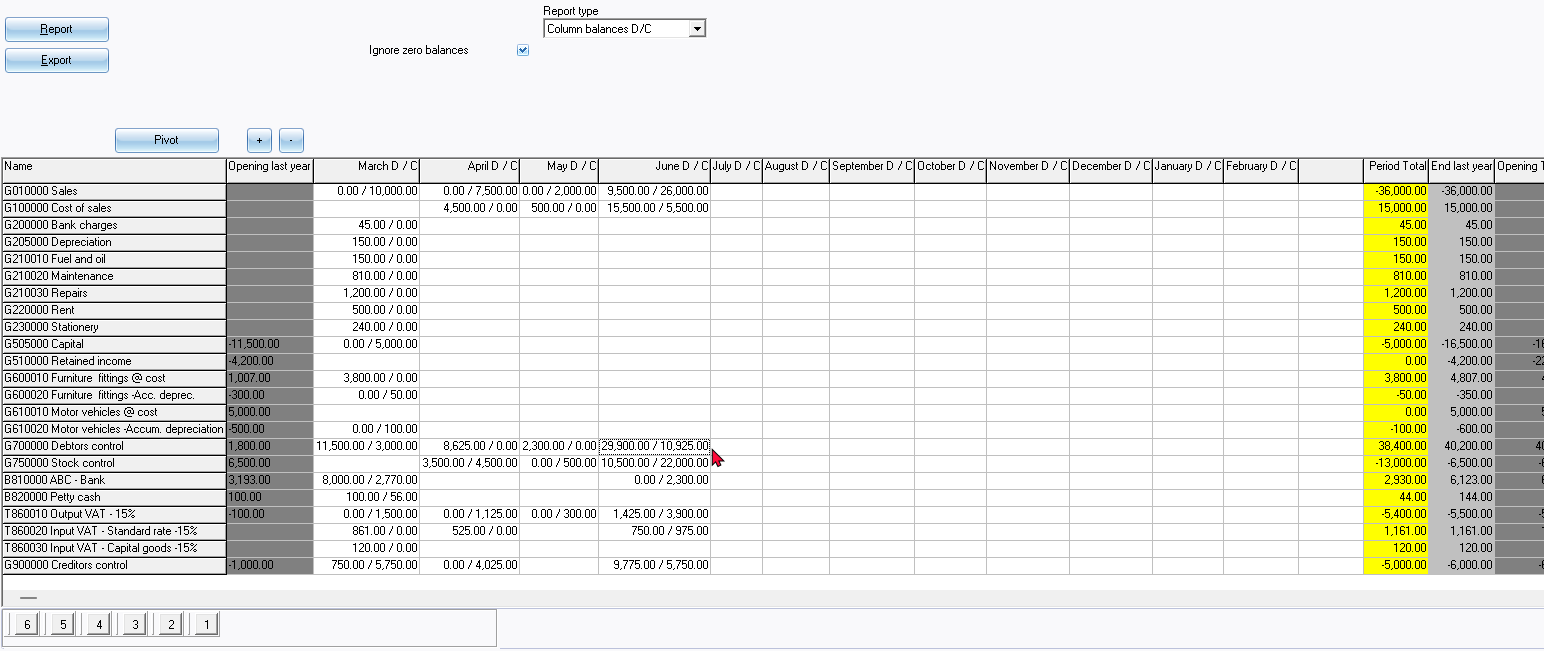 Report type
Report
Column balances D/C
Ignore zero balances
Export
Pivot + -
Name Opening last year March D / C April D / C May D / C June D / C July D / C August D / C September D / C October D / C November D / C December D / C January D / C February D / C Period Total End last year Opening T
G010000 Sales 0.00 / 10,000.00 0.00 / 7,500.00 0.00 / 2,000.00 9,500.00 / 26,000.00 -36,000.00 -36,000.00
G100000 Cost of sales 4,500.00 / 0.00 500.00 / 0.00 15,500.00 / 5,500.00 15,000.00 15,000.00
G200000 Bank charges 45.00 / 0.00 45.00 45.00
G205000 Depreciation 150.00 / 0.00 150.00 150.00
G210010 Fuel and oil 150.00 / 0.00 150.00 150.00
G210020 Maintenance 810.00 / 0.00 810.00 810.00
G210030 Repairs 1,200.00 / 0.00 1,200.00 1,200.00
G220000 Rent 500.00 / 0.00 500.00 500.00
G230000 Stationery 240.00 / 0.00 240.00 240.00
G505000 Capital -11,500.00 0.00 / 5,000.00 -5,000.00 -16,500.00 -16
G510000 Retained income -4,200.00 0.00 -4,200.00 -22
G600010 Furniture fittings @ cost 1,007.00 3,800.00 / 0.00 3,800.00 4,807.00 4
G600020 Furniture fittings -Acc. deprec. -300.00 0.00 / 50.00 -50.00 -350.00
G610010 Motor vehicles @ cost 5,000.00 0.00 5,000.00 5
G610020 Motor vehicles -Accum. depreciation -500.00 0.00 / 100.00 -100.00 -600.00
G700000 Debtors control 1,800.00 11,500.00 / 3,000.00 8,625.00 / 0.00 2,300.00 / 0.00 29,900.00 / 10,925.00 38,400.00 40,200.00 40
G750000 Stock control 6,500.00 3,500.00 / 4,500.00 0.00 / 500.00 10,500.00 / 22,000.00 -13,000.00 -6,500.00 -6
B810000 ABC - Bank 3,193.00 8,000.00 / 2,770.00 0.00 / 2,300.00 2,930.00 6,123.00 6
B820000 Petty cash 100.00 100.00 / 56.00 44.00 144.00
T860010 Output VAT - 15% -100.00 0.00 / 1,500.00 0.00 / 1,125.00 0.00 / 300.00 1,425.00 / 3,900.00 -5,400.00 -5,500.00 -5
T860020 Input VAT - Standard rate -15% 861.00 / 0.00 525.00 / 0.00 750.00 / 975.00 1,161.00 1,161.00 1
T860030 Input VAT - Capital goods -15% 120.00 / 0.00 120.00 120.00
G900000 Creditors control -1,000.00 750.00 / 5,750.00 0.00 / 4,025.00 9,775.00 / 5,750.00 -5,000.00 -6,000.00 -6
6 5 4 3 2 1